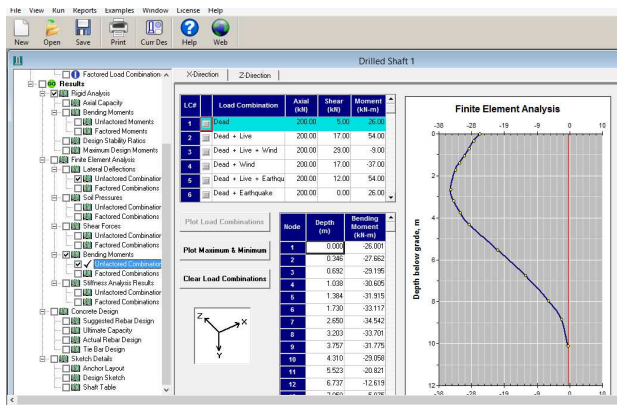 File View Run Reports Examples Window License Help
New Open Save Print Curr Des Help Web
Drilled Shaft 1
Factored Load Combination
Results
Rigid Analysis
Axial Capacity
Bending Moments
Unfactored Moments
Factored Moments
Design Stability Ratios
Maximum Design Moments
Finite Element Analysis
Lateral Deflections
Unfactored Combination
Factored Combinations
Soil Pressures
Unfactored Combination
Factored Combinations
Shear Forces
Unfactored Combination
Factored Combinations
Bending Moments
Unfactored Combination
Factored Combinations
Stiffness Analysis Results
Unfactored Combination
Factored Combinations
Concrete Design
Suggested Rebar Design
Ultimate Capacity
Actual Rebar Design
Tie Bar Design
Sketch Details
Anchor Layout
Design Sketch
Shaft Table
X-Direction Z-Direction
LC# Load Combination Axial (kN) Shear (kN) Moment (kN-m)
1 Dead 200.00 5.00 26.00
2 Dead + Live 200.00 17.00 54.00
3 Dead + Live + Wind 200.00 29.00 -9.00
4 Dead + Wind 200.00 17.00 -37.00
5 Dead + Live + Earthqu 200.00 12.00 54.00
6 Dead + Earthquake 200.00 0.00 26.00
Plot Load Combinations
Plot Maximum & Minimum
Clear Load Combinations
Z X
Y
Node Depth (m) Bending Moment (kN-m)
1 0.000 -26.001
2 0.346 -27.662
3 0.692 -29.195
4 1.038 -30.605
5 1.384 -31.915
6 1.730 -33.117
7 2.650 -34.542
8 3.203 -33.701
9 3.757 -31.775
10 4.310 -29.058
11 5.523 -20.821
12 6.737 -12.619
Finite Element Analysis
-38 -28 -19 -9 0 10
0
2
4
6
8
10
12
Depth below grade, m
-38 -28 -19 -9 0 10